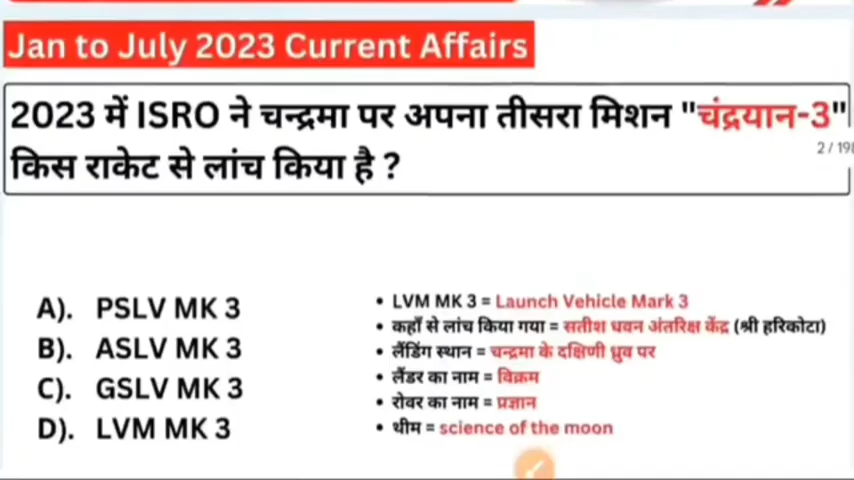 Jan to July 2023 Current Affairs
2023 में ISRO ने चन्द्रमा पर अपना तीसरा मिशन "चंद्रयान-3"
किस राकेट से लांच किया है ?
2 / 198
A). PSLV MK 3
B). ASLV MK 3
C). GSLV MK 3
D). LVM MK 3
• LVM MK 3 = Launch Vehicle Mark 3
• कहाँ से लांच किया गया = सतीश धवन अंतरिक्ष केंद्र (श्री हरिकोटा)
• लैंडिंग स्थान = चन्द्रमा के दक्षिणी ध्रुव पर
• लैंडर का नाम = विक्रम
• रोवर का नाम = प्रज्ञान
• थीम = science of the moon